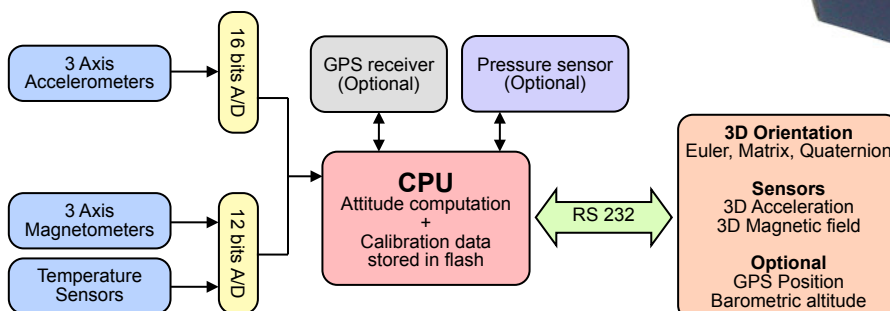 3 Axis
Accelerometers
16 bits A/D
GPS receiver
(Optional)
Pressure sensor
(Optional)
3 Axis
Magnetometers
Temperature
Sensors
12 bits A/D
CPU
Attitude computation
+
Calibration data
stored in flash
RS 232
3D Orientation
Euler, Matrix, Quaternion
Sensors
3D Acceleration
3D Magnetic field
Optional
GPS Position
Barometric altitude